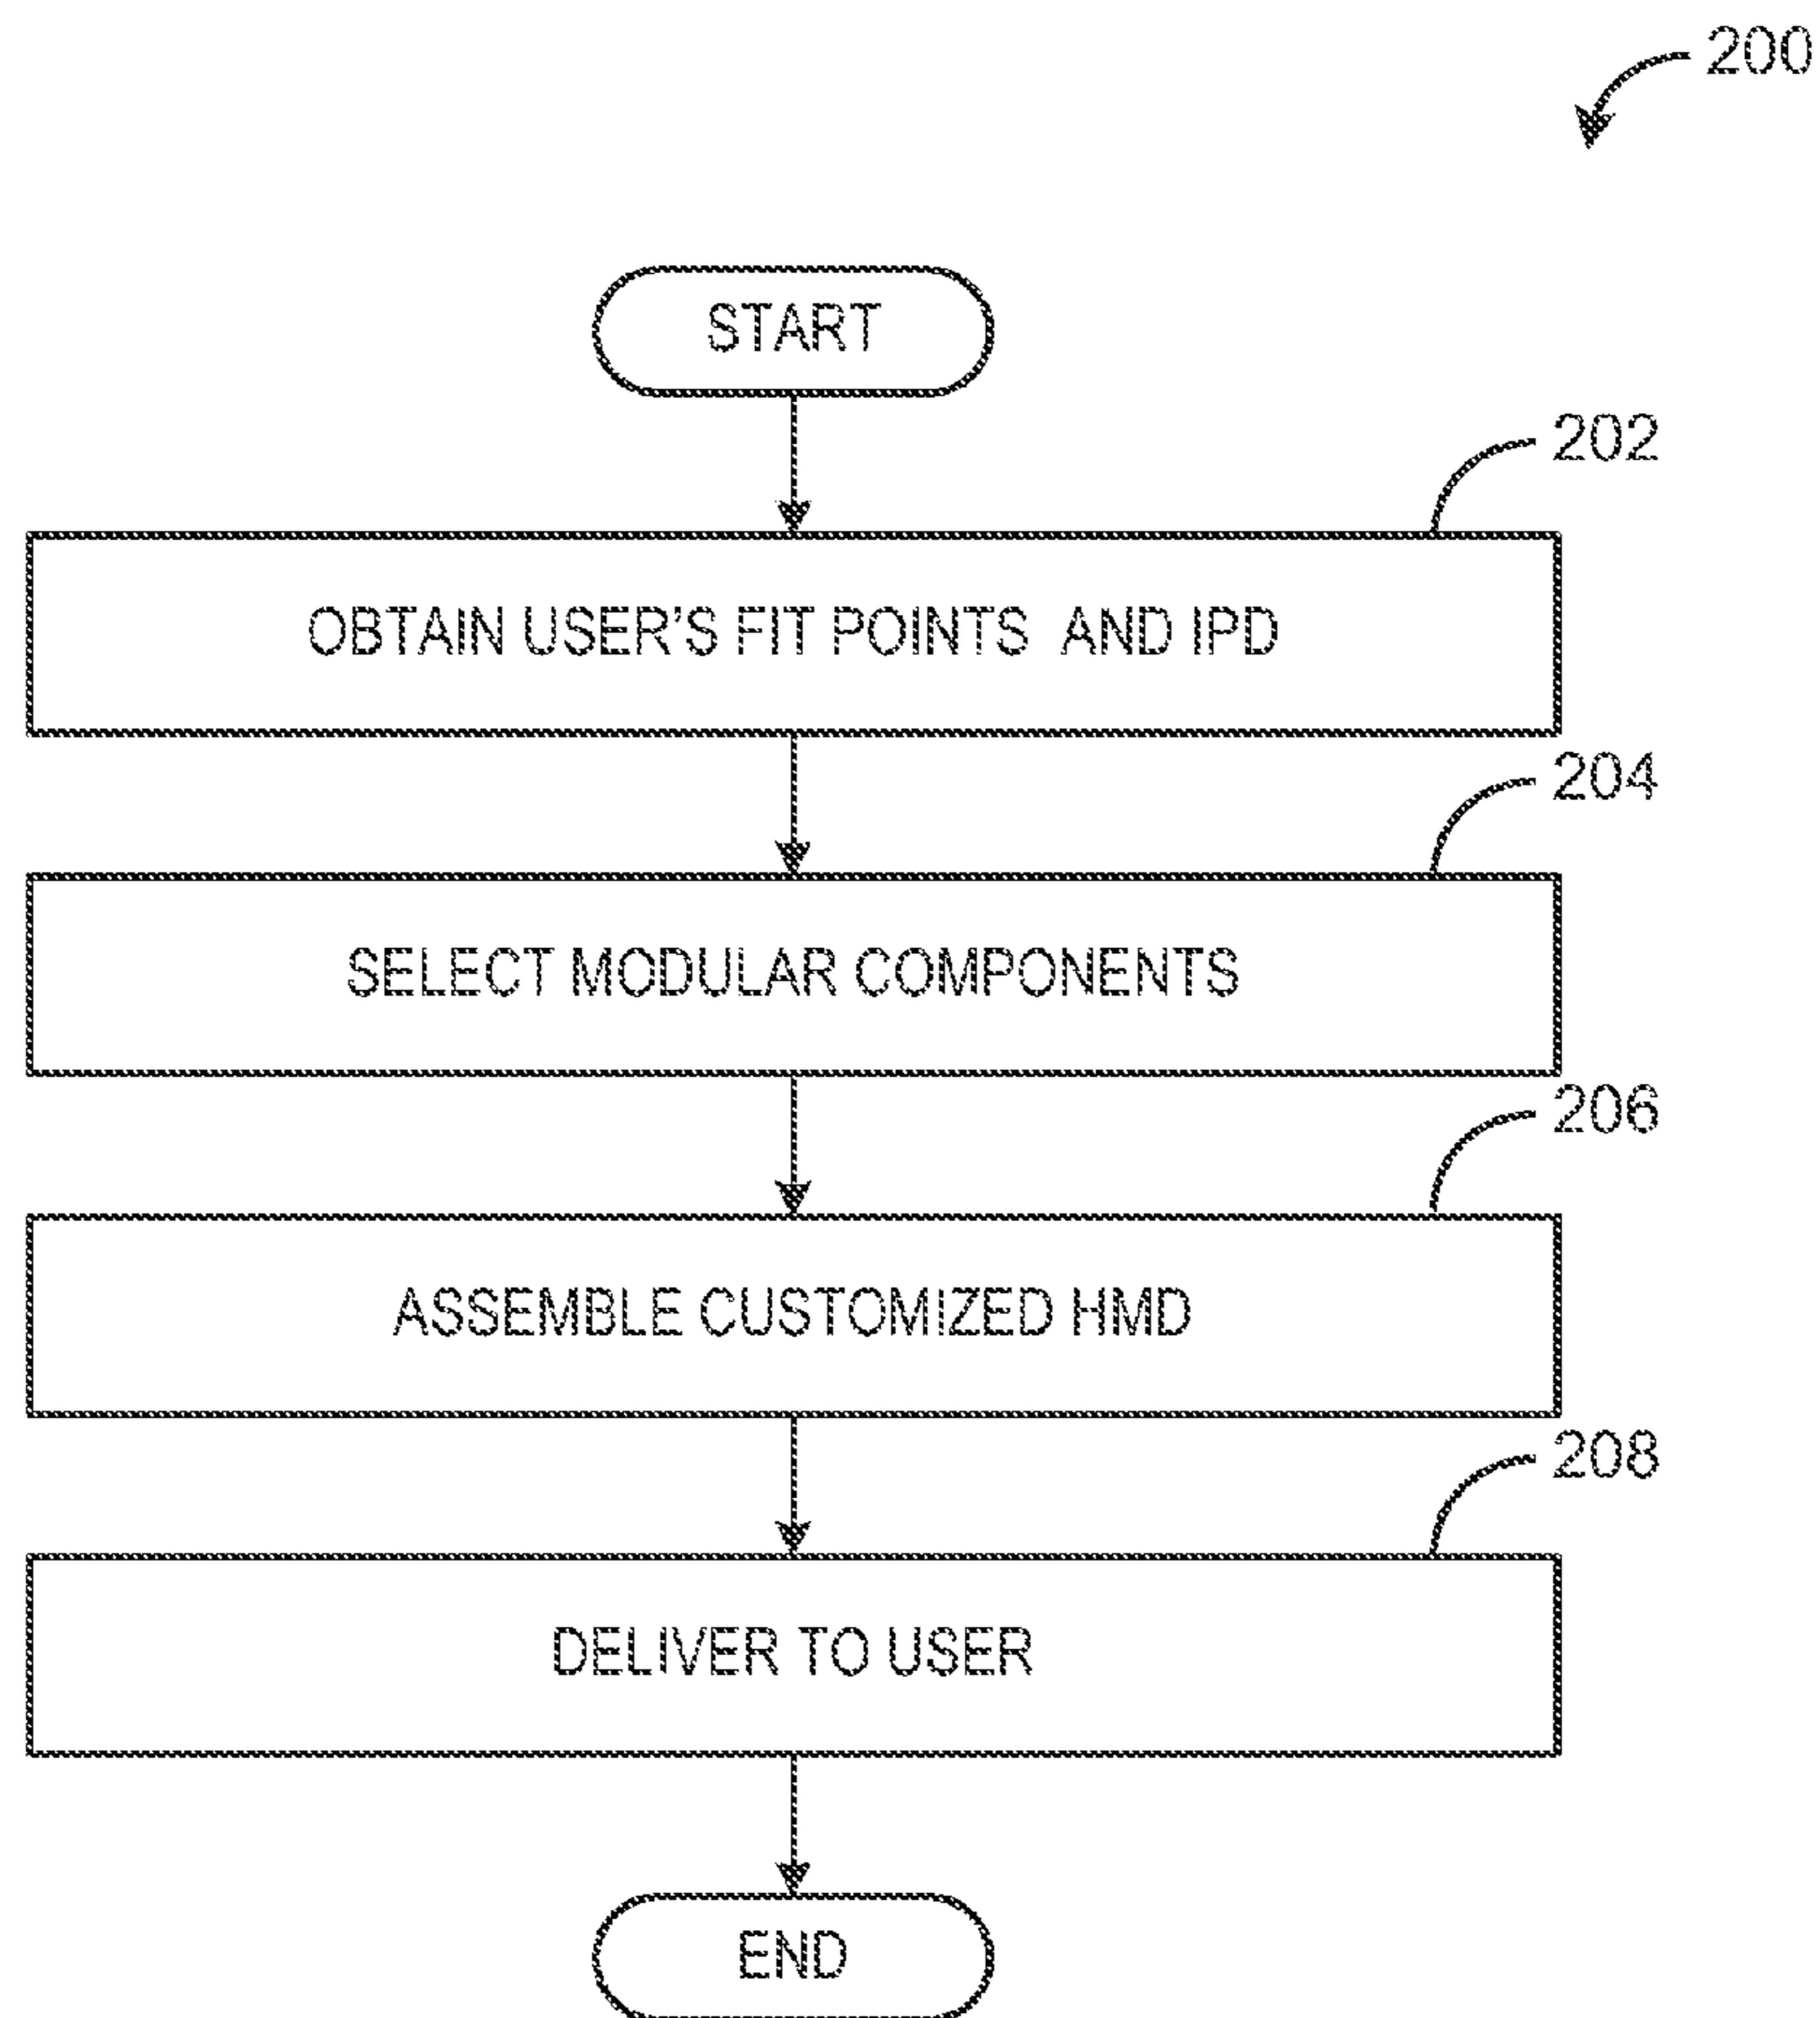 200
START
202
OBTAIN USER'S FIT POINTS AND IPD
204
SELECT MODULAR COMPONENTS
206
ASSEMBLE CUSTOMIZED HMD
208
DELIVER TO USER
END